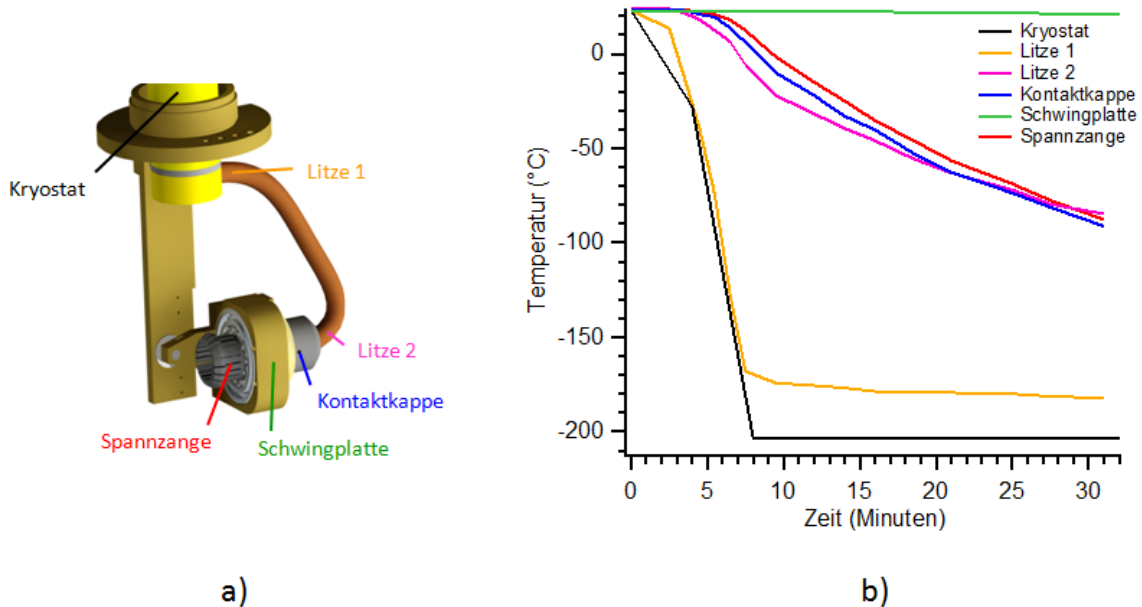 Kryostat
Litze 1
Litze 2
Kontaktkappe
Spannzange
Schwingplatte
a)
Temperatur (°C)
0
-50
-100
-150
-200
Kryostat
Litze 1
Litze 2
Kontaktkappe
Schwingplatte
Spannzange
0 5 10 15 20 25 30
Zeit (Minuten)
b)